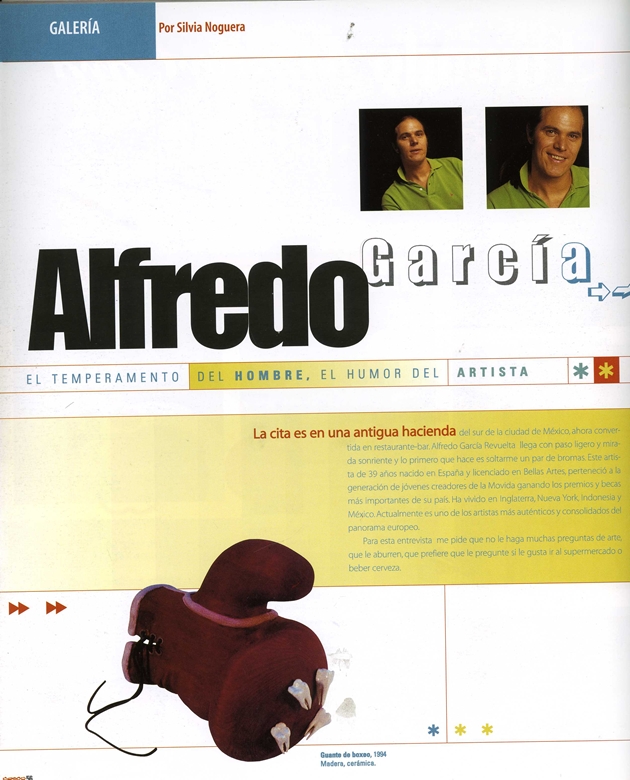 GALERÍA
Por Silvia Noguera
Alfredo
García
EL TEMPERAMENTO DEL HOMBRE, EL HUMOR DEL ARTISTA
La cita es en una antigua hacienda del sur de la ciudad de México, ahora conver-
tida en restaurante-bar. Alfredo García Revuelta llega con paso ligero y mira-
da sonriente y lo primero que hace es soltarme un par de bromas. Este artis-
ta de 39 años nacido en España y licenciado en Bellas Artes, perteneció a la
generación de jóvenes creadores de la Movida ganando los premios y becas
más importantes de su país. Ha vivido en Inglaterra, Nueva York, Indonesia y
México. Actualmente es uno de los artistas más auténticos y consolidados del
panorama europeo.
Para esta entrevista me pide que no le haga muchas preguntas de arte,
que le aburren, que prefiere que le pregunte si le gusta ir al supermercado o
beber cerveza.
Guante de boxeo, 1994
Madera, cerámica.